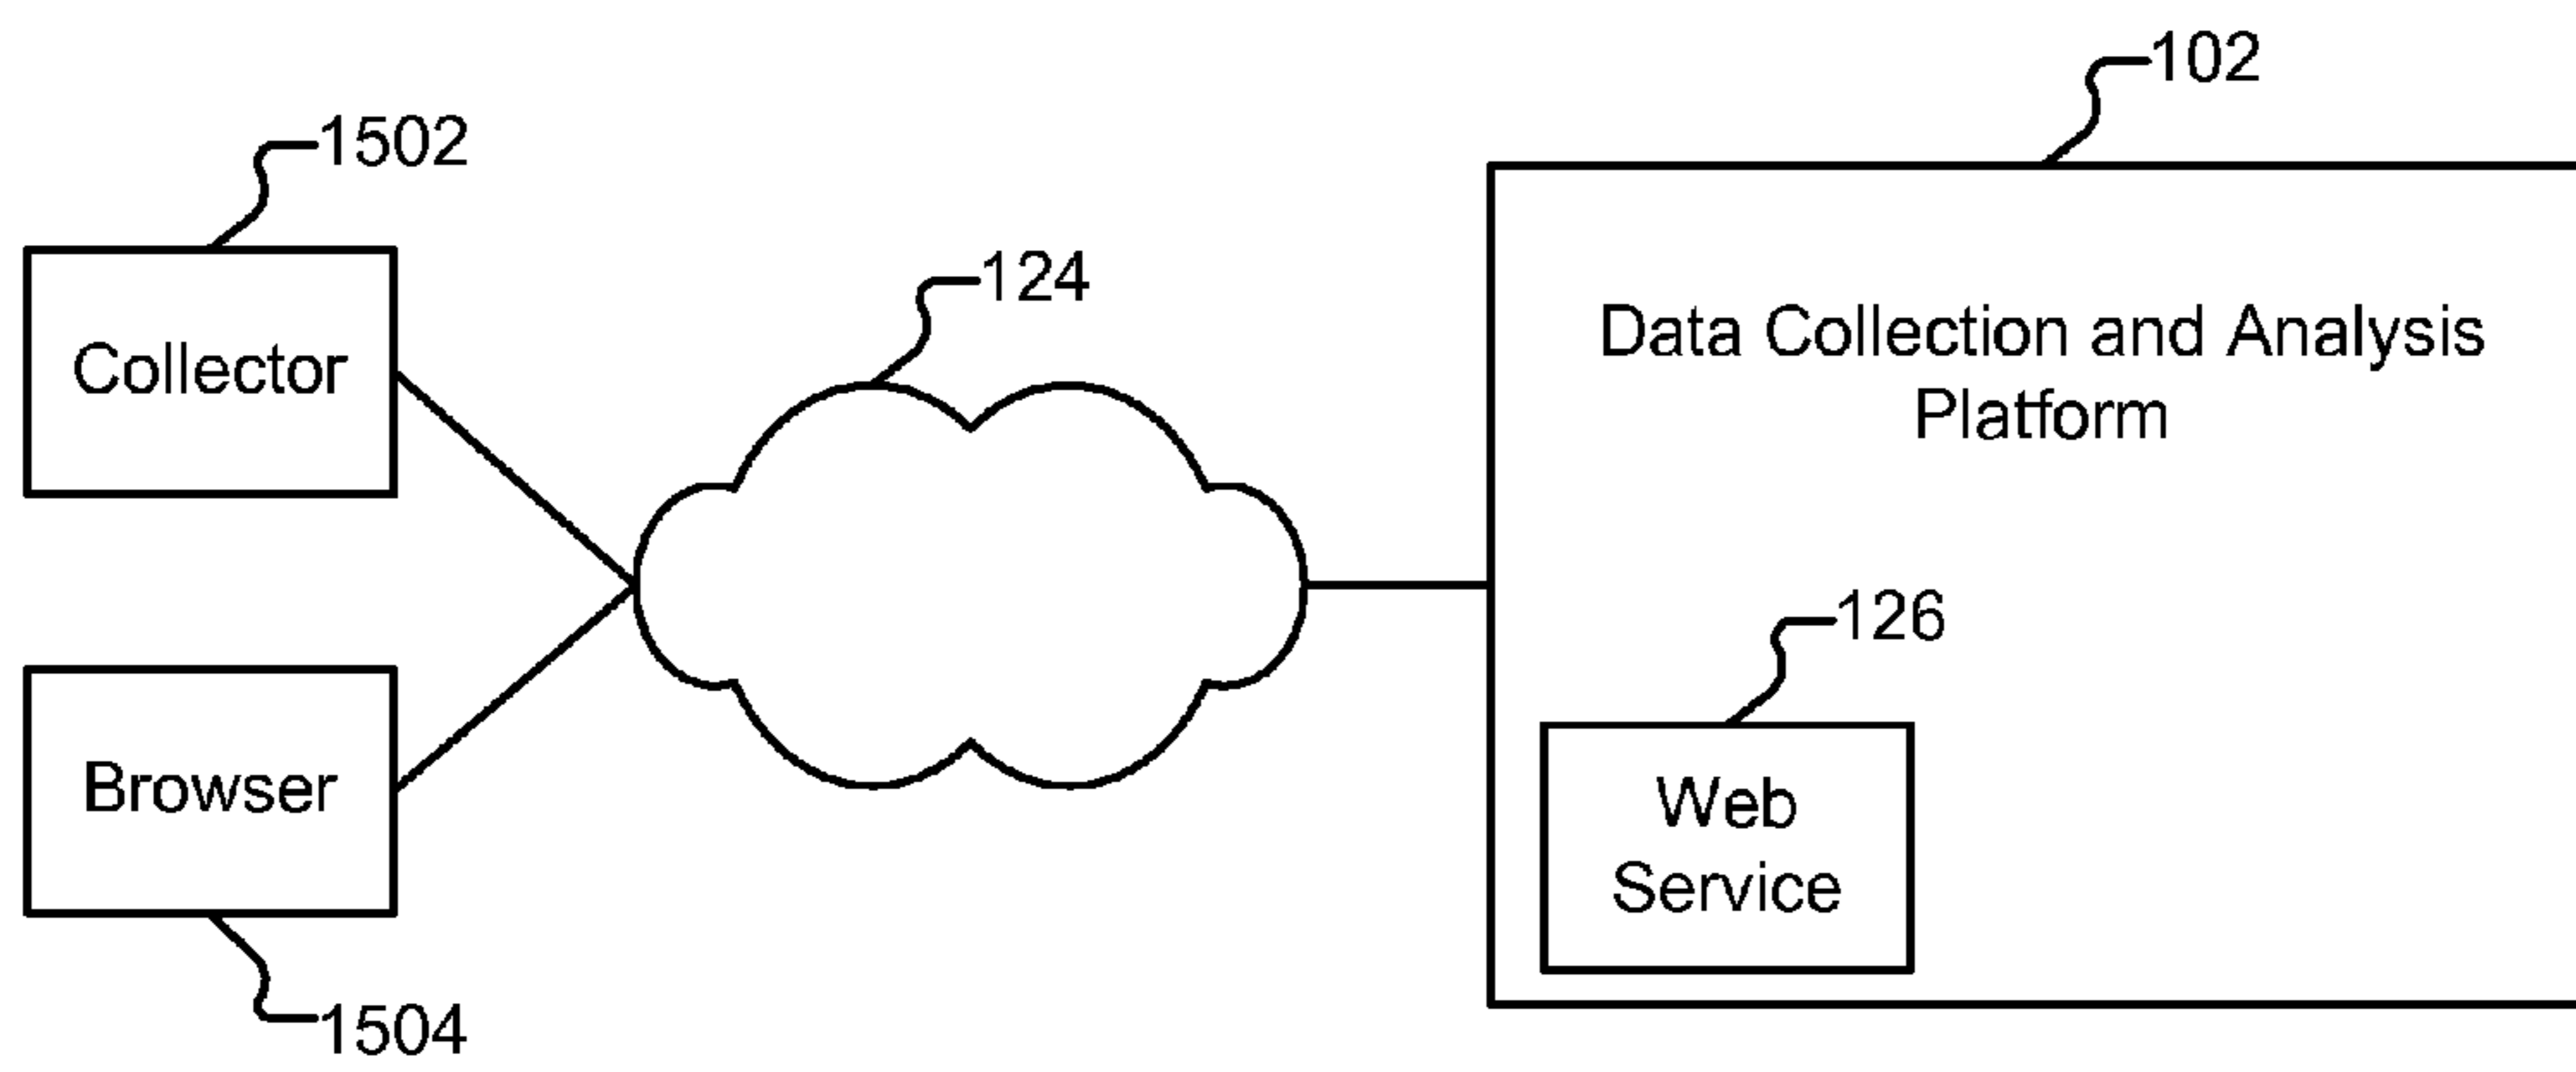 102
1502
124
Collector
Data Collection and Analysis
Platform
126
Browser
Web
Service
1504